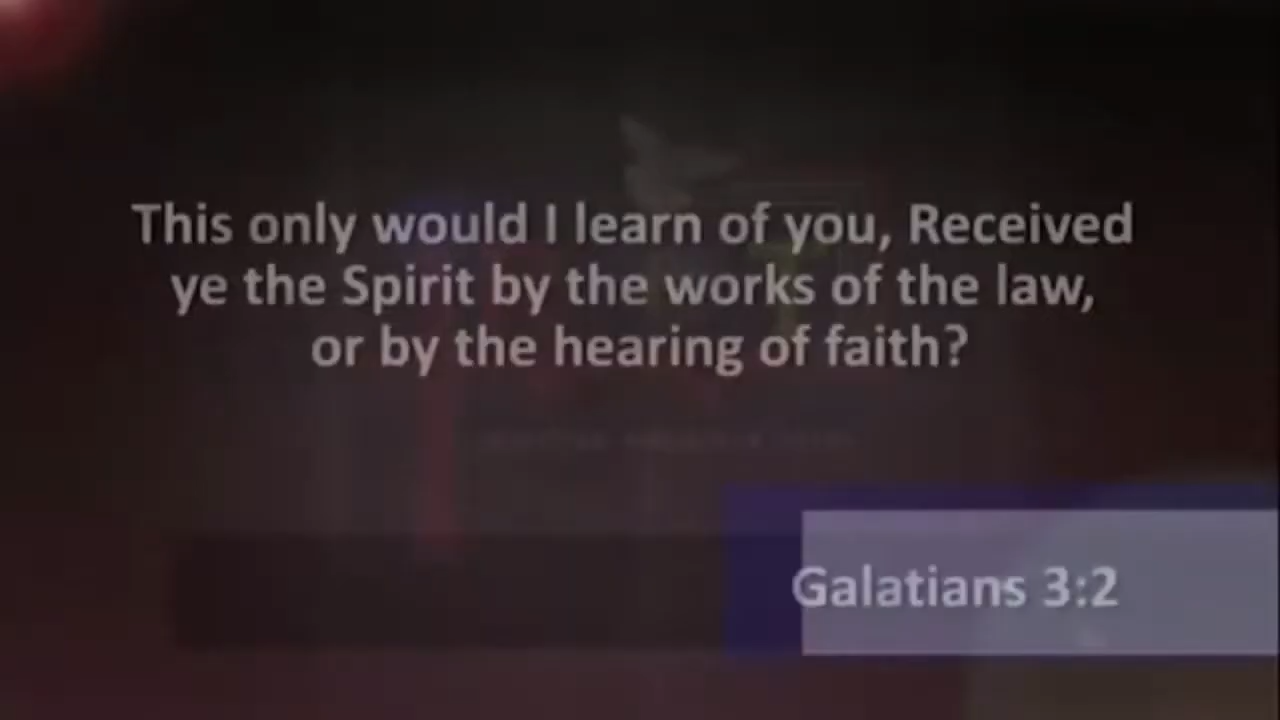 This only would I learn of you, Received
ye the Spirit by the works of the law,
or by the hearing of faith?
Galatians 3:2